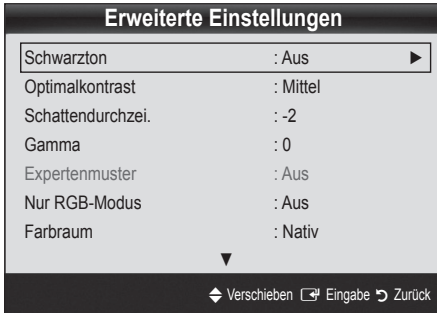 Erweiterte Einstellungen
Schwarzton : Aus ►
Optimalkontrast : Mittel
Schattendurchzei. : -2
Gamma : 0
Expertenmuster : Aus
Nur RGB-Modus : Aus
Farbraum : Nativ
▼
Verschieben Eingabe Zurück